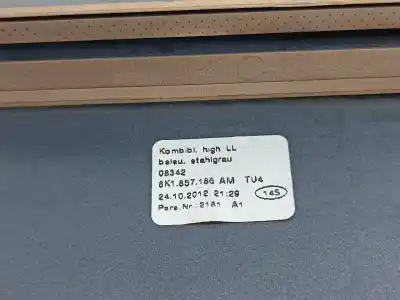 Kombibl. high LL
beleu. stahlgrau
08342
8K1.857.186 AM TU4
24.10.2012 21:29 145
Pers.Nr.:2181 A1